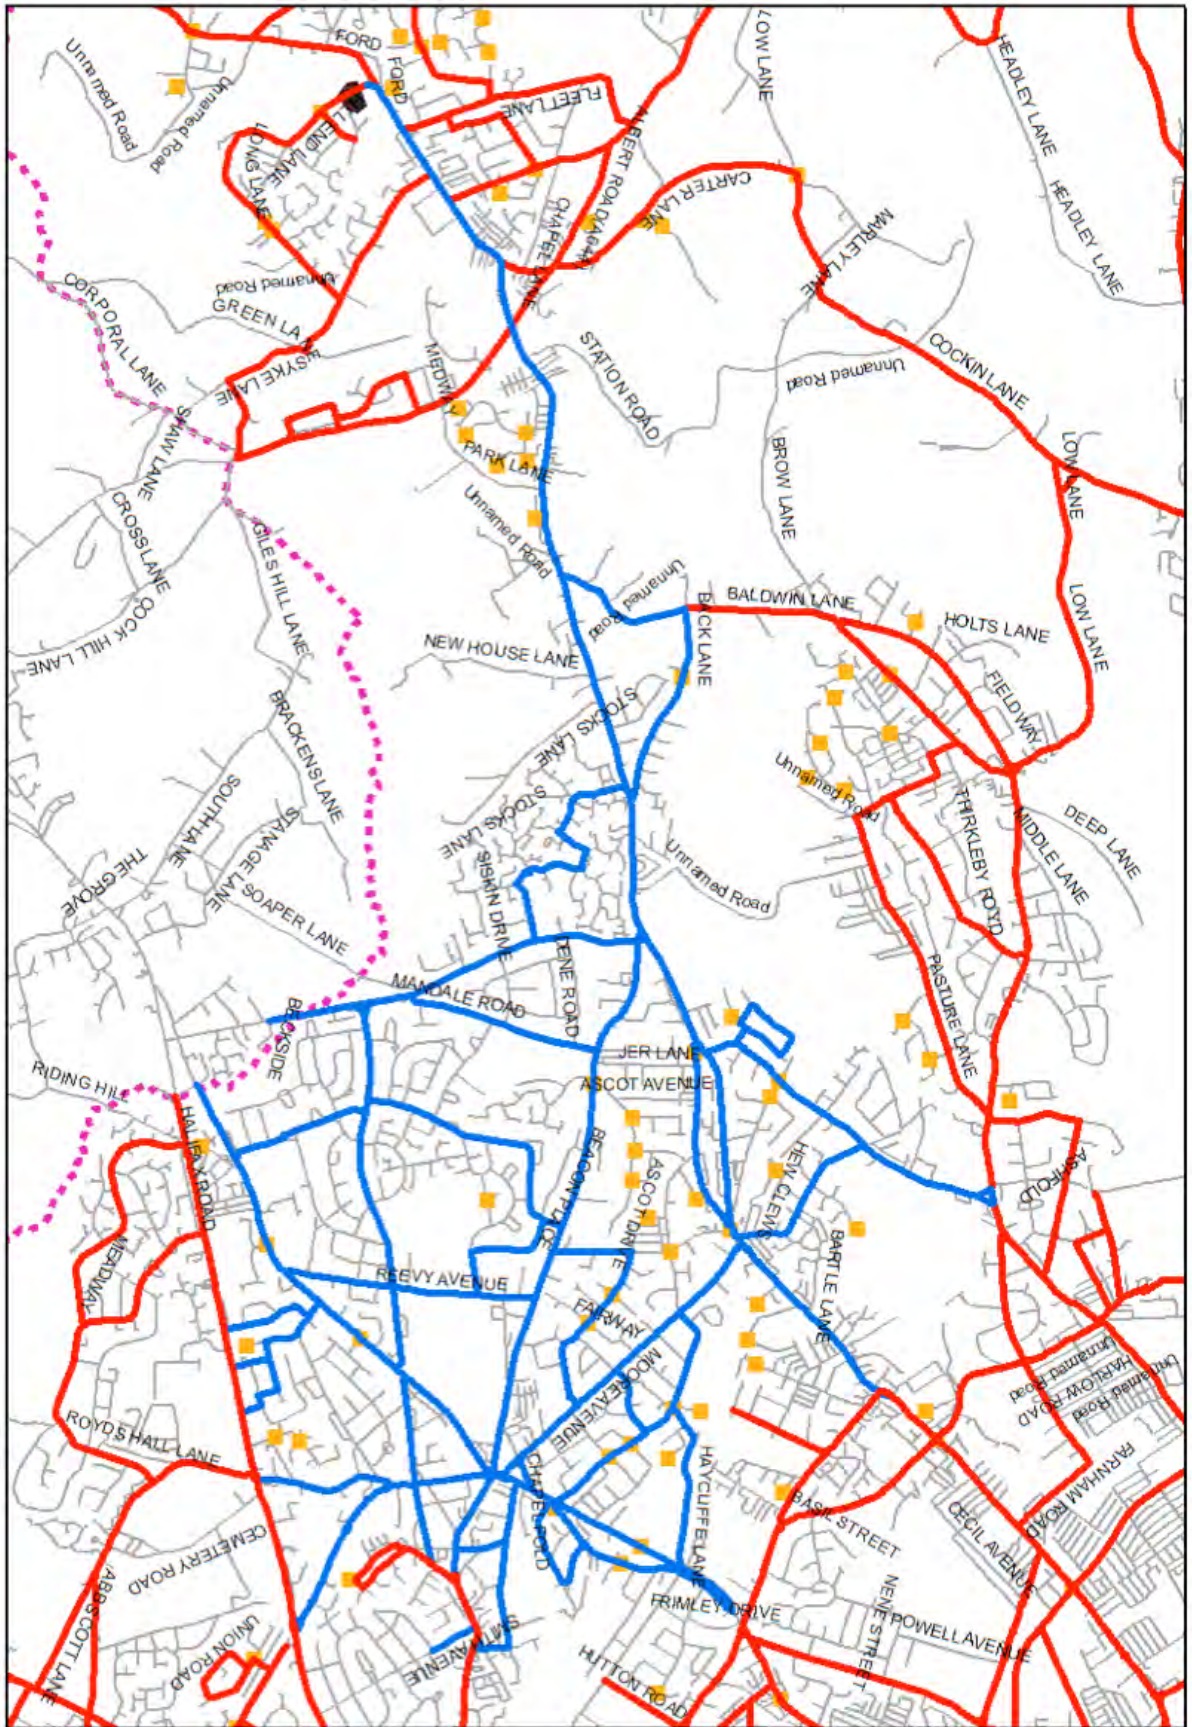 FORD
FORD
LOW LANE
HEADLEY LANE
Unnamed Road
Unnamed Road
FLEET LANE
LONG LANE
ALBERT ROAD
CARTER LANE
HEADLEY LANE
CHAPEL LANE
MARLEY LANE
Unnamed Road
CORPORAL LANE
GREEN LANE
SYKE LANE
MEDWAY
STATION ROAD
Unnamed Road
COCKIN LANE
SHAW LANE
PARK LANE
BROW LANE
LOW LANE
CROSS LANE
Unnamed Road
GILES HILL LANE
COCK HILL LANE
Unnamed Road
BACK LANE
BALDWIN LANE
LOW LANE
HOLTS LANE
NEW HOUSE LANE
FIELDWAY
STOCKS LANE
BRACKENS LANE
SOUTH LANE
STANAGE LANE
STOCKS LANE
Unnamed Road
THIRKLEBY ROYD
MIDDLE LANE
DEEP LANE
THE GROVE
SOAPER LANE
SISKIN DRIVE
Unnamed Road
DENE ROAD
PASTURE LANE
MANDALE ROAD
BECKSIDE
JER LANE
ASCOT AVENUE
RIDING HILL
HALIFAX ROAD
BEACON PLACE
ASCOT DRIVE
HEW CLEWS
ASHFOLD
MEADWAY
BARTLE LANE
REEVY AVENUE
FAIRWAY
MOORE AVENUE
Unnamed Road
HARLOW ROAD
Unnamed Road
Unnamed Road
ROYDS HALL LANE
CHAPEL FOLD
HAYCLIFFE LANE
FARNHAM ROAD
BASIL STREET
CECIL AVENUE
CEMETERY ROAD
ABBSCOTT LANE
UNION ROAD
SMITH AVENUE
FRIMLEY DRIVE
NENE STREET
POWELL AVENUE
HUTTON ROAD